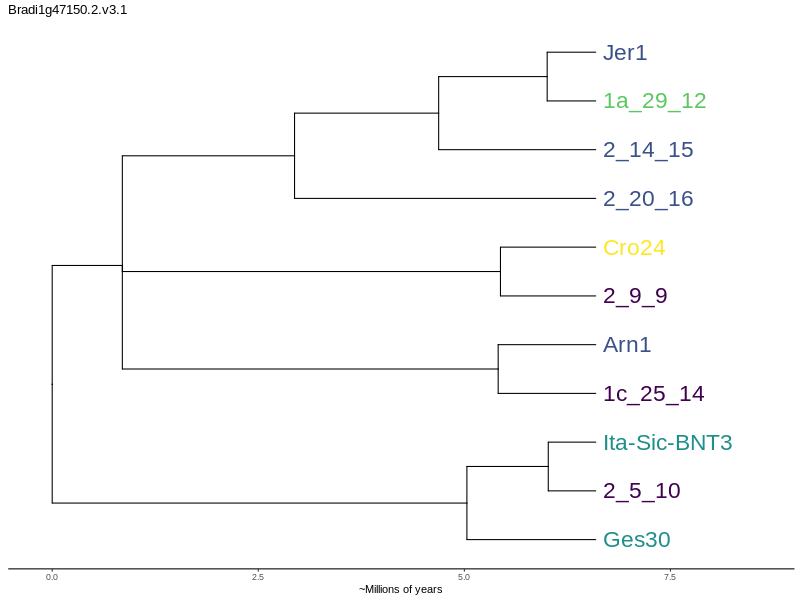 Bradi1g47150.2.v3.1
Jer1
1a_29_12
2_14_15
2_20_16
Cro24
2_9_9
Arn1
1c_25_14
Ita-Sic-BNT3
2_5_10
Ges30
0.0 2.5 5.0 7.5
~Millions of years